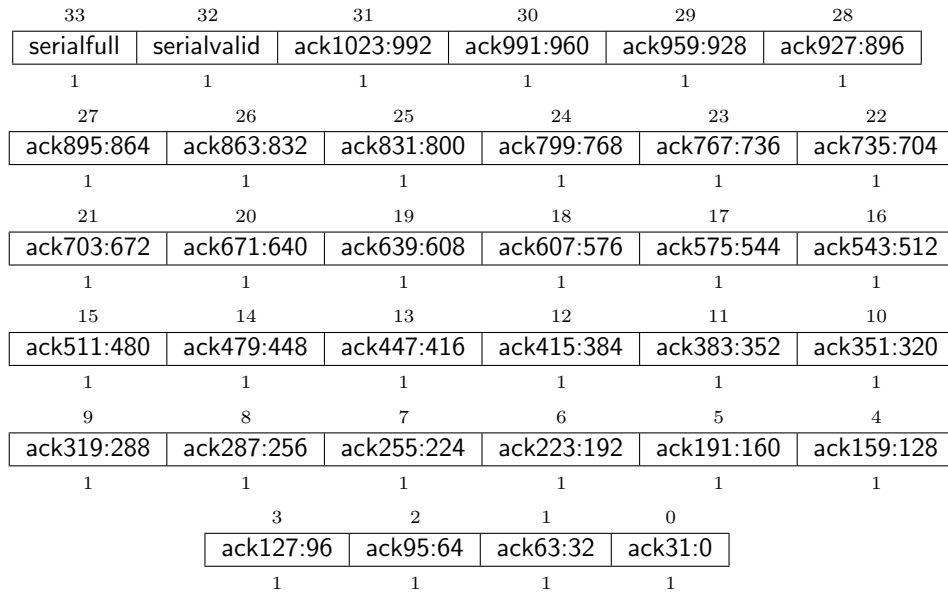 33 32 31 30 29 28
serialfull serialvalid ack1023:992 ack991:960 ack959:928 ack927:896
1 1 1 1 1 1
27 26 25 24 23 22
ack895:864 ack863:832 ack831:800 ack799:768 ack767:736 ack735:704
1 1 1 1 1 1
21 20 19 18 17 16
ack703:672 ack671:640 ack639:608 ack607:576 ack575:544 ack543:512
1 1 1 1 1 1
15 14 13 12 11 10
ack511:480 ack479:448 ack447:416 ack415:384 ack383:352 ack351:320
1 1 1 1 1 1
9 8 7 6 5 4
ack319:288 ack287:256 ack255:224 ack223:192 ack191:160 ack159:128
1 1 1 1 1 1
3 2 1 0
ack127:96 ack95:64 ack63:32 ack31:0
1 1 1 1